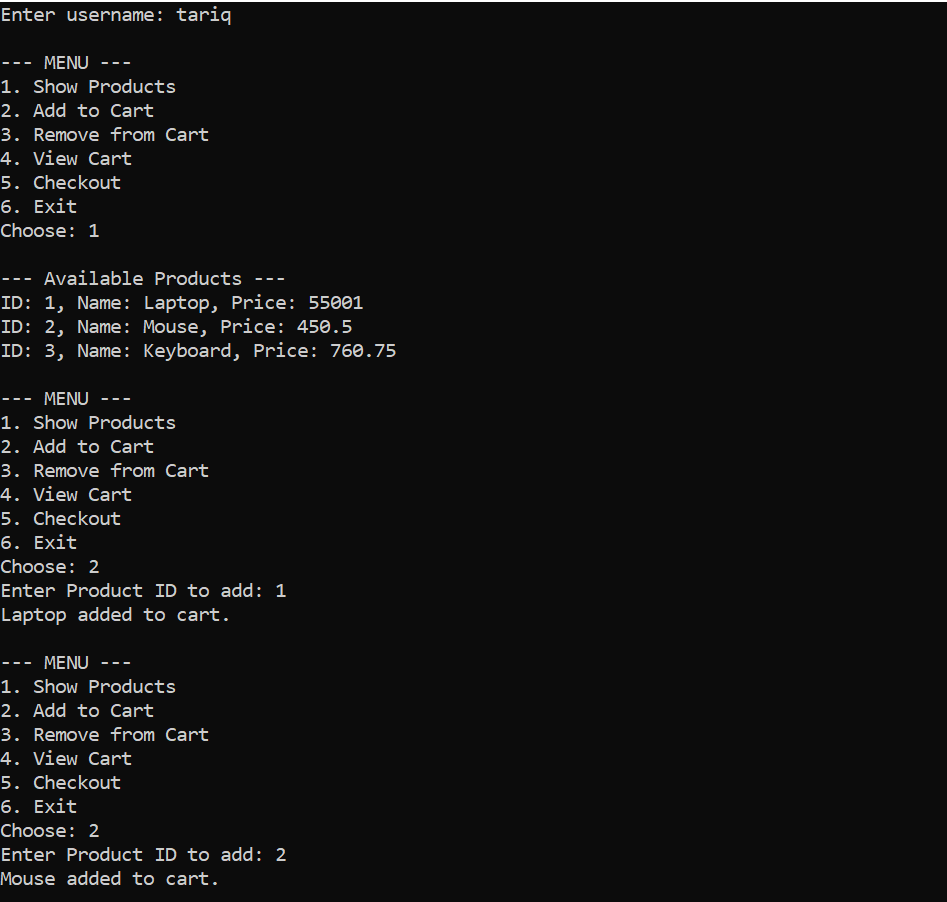 Enter username: tariq
--- MENU ---
1. Show Products
2. Add to Cart
3. Remove from Cart
4. View Cart
5. Checkout
6. Exit
Choose: 1
--- Available Products ---
ID: 1, Name: Laptop, Price: 55001
ID: 2, Name: Mouse, Price: 450.5
ID: 3, Name: Keyboard, Price: 760.75
--- MENU ---
1. Show Products
2. Add to Cart
3. Remove from Cart
4. View Cart
5. Checkout
6. Exit
Choose: 2
Enter Product ID to add: 1
Laptop added to cart.
--- MENU ---
1. Show Products
2. Add to Cart
3. Remove from Cart
4. View Cart
5. Checkout
6. Exit
Choose: 2
Enter Product ID to add: 2
Mouse added to cart.